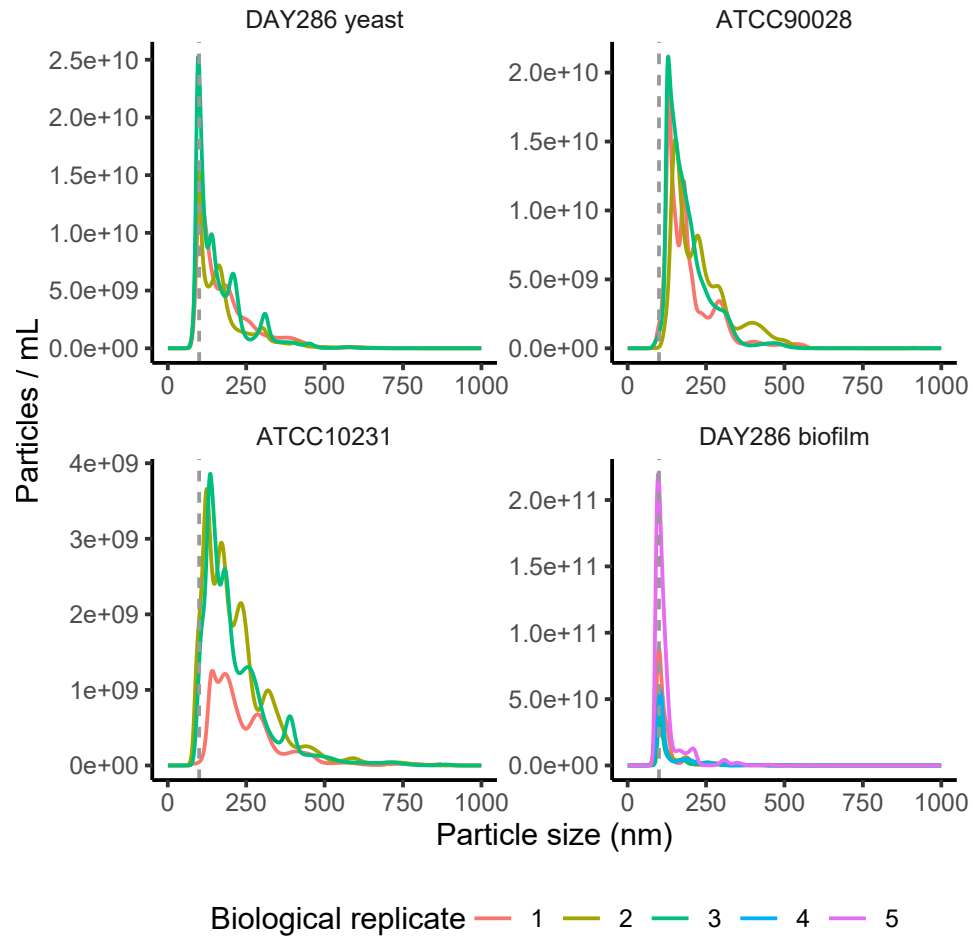 DAY286 yeast
ATCC90028
2.5e+10
2.0e+10
1.5e+10
1.0e+10
5.0e+09
0.0e+00
2.0e+10
1.5e+10
1.0e+10
5.0e+09
0.0e+00
0 250 500 750 1000
0 250 500 750 1000
ATCC10231
DAY286 biofilm
Particles / mL
4e+09
3e+09
2e+09
1e+09
0e+00
2.0e+11
1.5e+11
1.0e+11
5.0e+10
0.0e+00
0 250 500 750 1000
0 250 500 750 1000
Particle size (nm)
Biological replicate 1 2 3 4 5